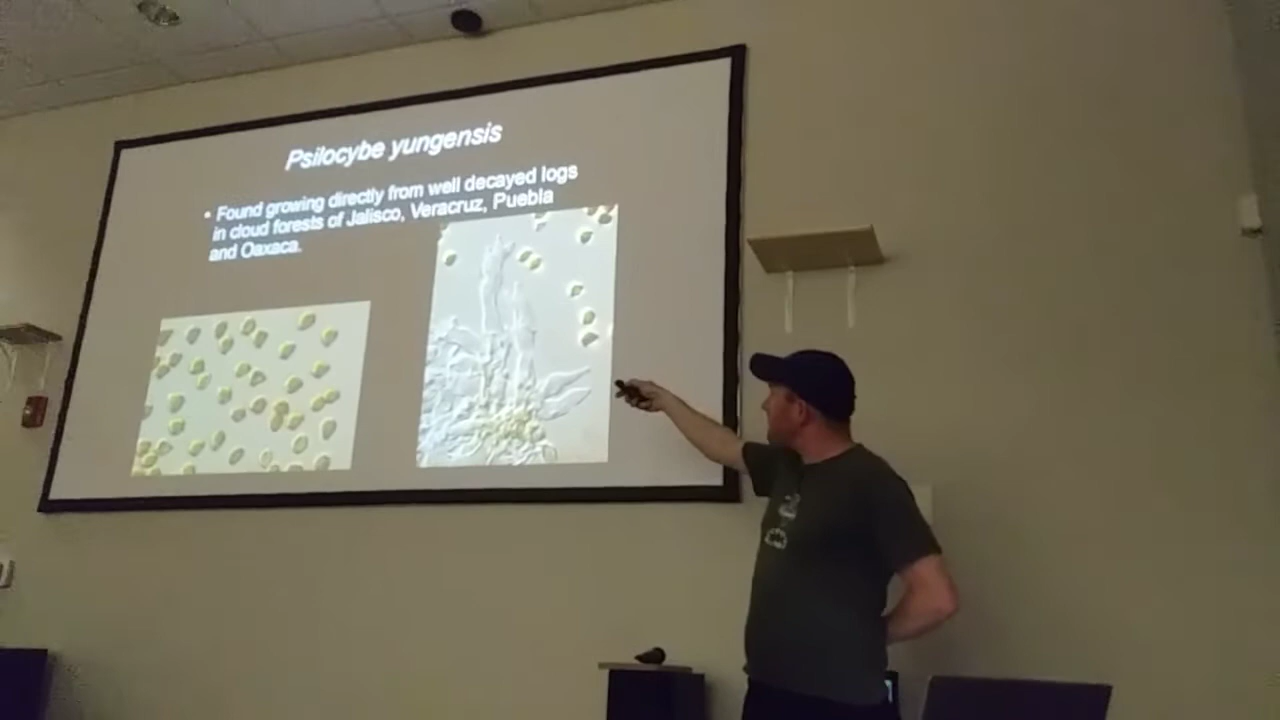 Psilocybe yungensis
• Found growing directly from well decayed logs
in cloud forests of Jalisco, Veracruz, Puebla
and Oaxaca.